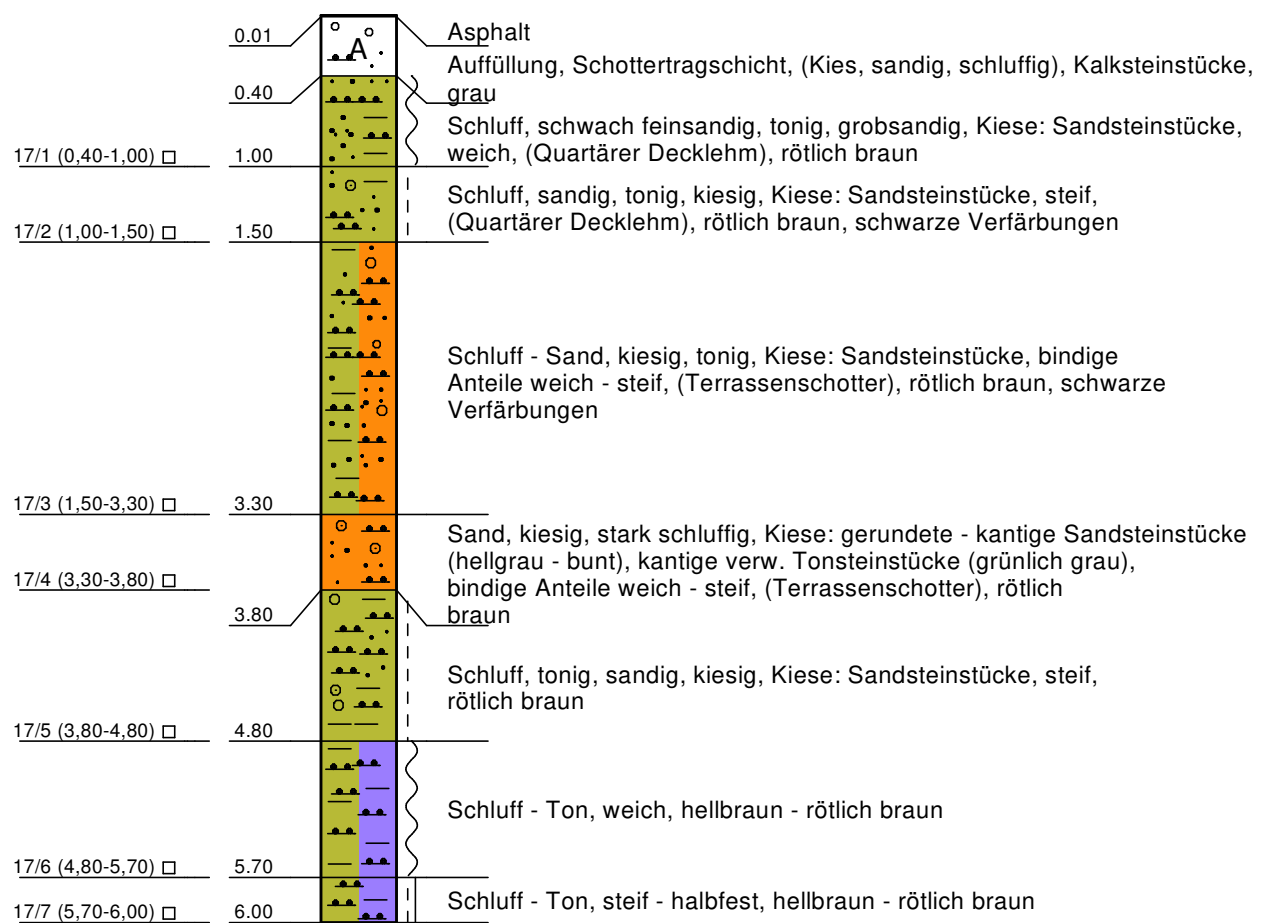 0.01 Asphalt
A
Auffüllung, Schottertragschicht, (Kies, sandig, schluffig), Kalksteinstücke,
0.40 grau
Schluff, schwach feinsandig, tonig, grobsandig, Kiese: Sandsteinstücke,
17/1 (0,40-1,00) 1.00 weich, (Quartärer Decklehm), rötlich braun
Schluff, sandig, tonig, kiesig, Kiese: Sandsteinstücke, steif,
17/2 (1,00-1,50) 1.50 (Quartärer Decklehm), rötlich braun, schwarze Verfärbungen
Schluff - Sand, kiesig, tonig, Kiese: Sandsteinstücke, bindige
Anteile weich - steif, (Terrassenschotter), rötlich braun, schwarze
Verfärbungen
17/3 (1,50-3,30) 3.30
Sand, kiesig, stark schluffig, Kiese: gerundete - kantige Sandsteinstücke
(hellgrau - bunt), kantige verw. Tonsteinstücke (grünlich grau),
17/4 (3,30-3,80) bindige Anteile weich - steif, (Terrassenschotter), rötlich
3.80 braun
Schluff, tonig, sandig, kiesig, Kiese: Sandsteinstücke, steif,
rötlich braun
17/5 (3,80-4,80) 4.80
Schluff - Ton, weich, hellbraun - rötlich braun
17/6 (4,80-5,70) 5.70
Schluff - Ton, steif - halbfest, hellbraun - rötlich braun
17/7 (5,70-6,00) 6.00